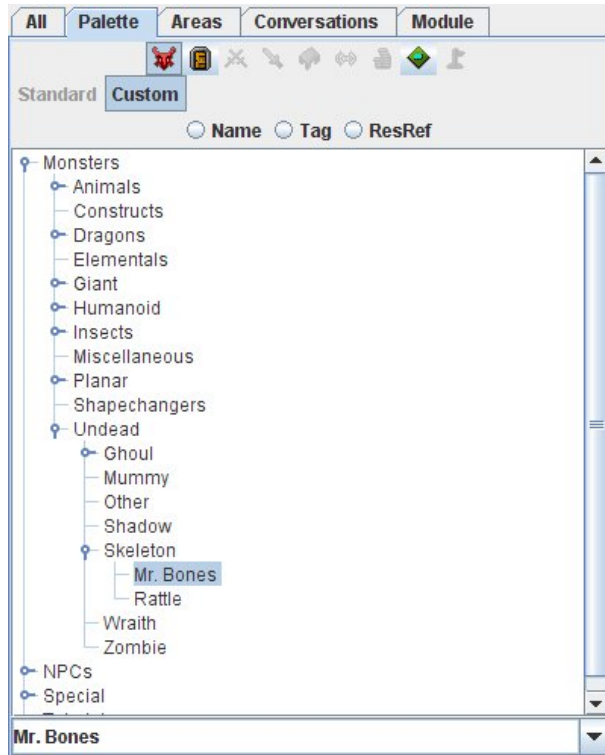 All Palette Areas Conversations Module
Standard Custom
Name Tag ResRef
Monsters
Animals
Constructs
Dragons
Elementals
Giant
Humanoid
Insects
Miscellaneous
Planar
Shapechangers
Undead
Ghoul
Mummy
Other
Shadow
Skeleton
Mr. Bones
Rattle
Wraith
Zombie
NPCs
Special
Mr. Bones